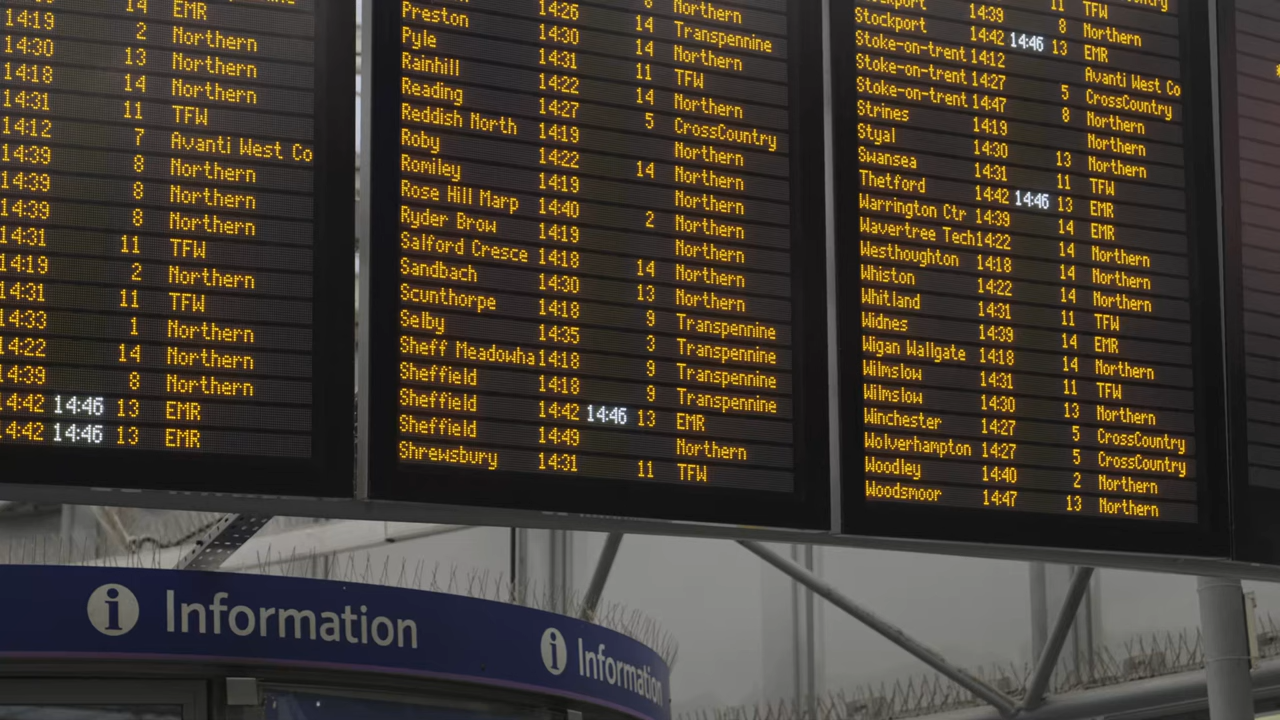 14 EMR
14:19 2 Northern
14:30 13 Northern
14:18 14 Northern
14:31 11 TFW
14:12 7 Avanti West Co
14:39 8 Northern
14:39 8 Northern
14:39 8 Northern
14:31 11 TFW
14:19 2 Northern
14:31 11 TFW
14:33 1 Northern
14:22 14 Northern
14:39 8 Northern
14:42 14:46 13 EMR
14:42 14:46 13 EMR
8 Northern
14:26 14 Transpennine
Preston 14:30 14 Northern
Pyle 14:31 11 TFW
Rainhill 14:22 14 Northern
Reading 14:27 5 CrossCountry
Reddish North 14:19 Northern
Roby 14:22 14 Northern
Romiley 14:19 Northern
Rose Hill Marp 14:40 2 Northern
Ryder Brow 14:19 Northern
Salford Cresce 14:18 14 Northern
Sandbach 14:30 13 Northern
Scunthorpe 14:18 9 Transpennine
Selby 14:35 3 Transpennine
Sheff Meadowha 14:18 9 Transpennine
Sheffield 14:18 9 Transpennine
Sheffield 14:42 14:46 13 EMR
Sheffield 14:49 Northern
Shrewsbury 14:31 11 TFW
11 TFW
Stockport 14:39 8 Northern
Stockport 14:42 14:46 13 EMR
Stoke-on-trent 14:12 Avanti West Co
Stoke-on-trent 14:27 5 CrossCountry
Stoke-on-trent 14:47 8 Northern
Strines 14:19 Northern
Styal 14:30 13 Northern
Swansea 14:31 11 TFW
Thetford 14:42 14:46 13 EMR
Warrington Ctr 14:39 14 EMR
Wavertree Tech 14:22 14 Northern
Westhoughton 14:18 14 Northern
Whiston 14:22 14 Northern
Whitland 14:31 11 TFW
Widnes 14:39 14 EMR
Wigan Wallgate 14:18 14 Northern
Wilmslow 14:31 11 TFW
Wilmslow 14:30 13 Northern
Winchester 14:27 5 CrossCountry
Wolverhampton 14:27 5 CrossCountry
Woodley 14:40 2 Northern
Woodsmoor 14:47 13 Northern
i Information
i Information